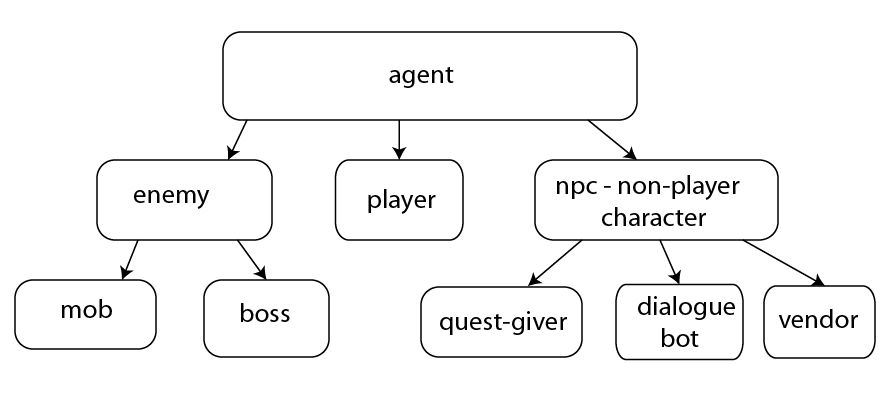 agent
enemy
player
npc - non-player
character
mob
boss
quest-giver
dialogue
bot
vendor